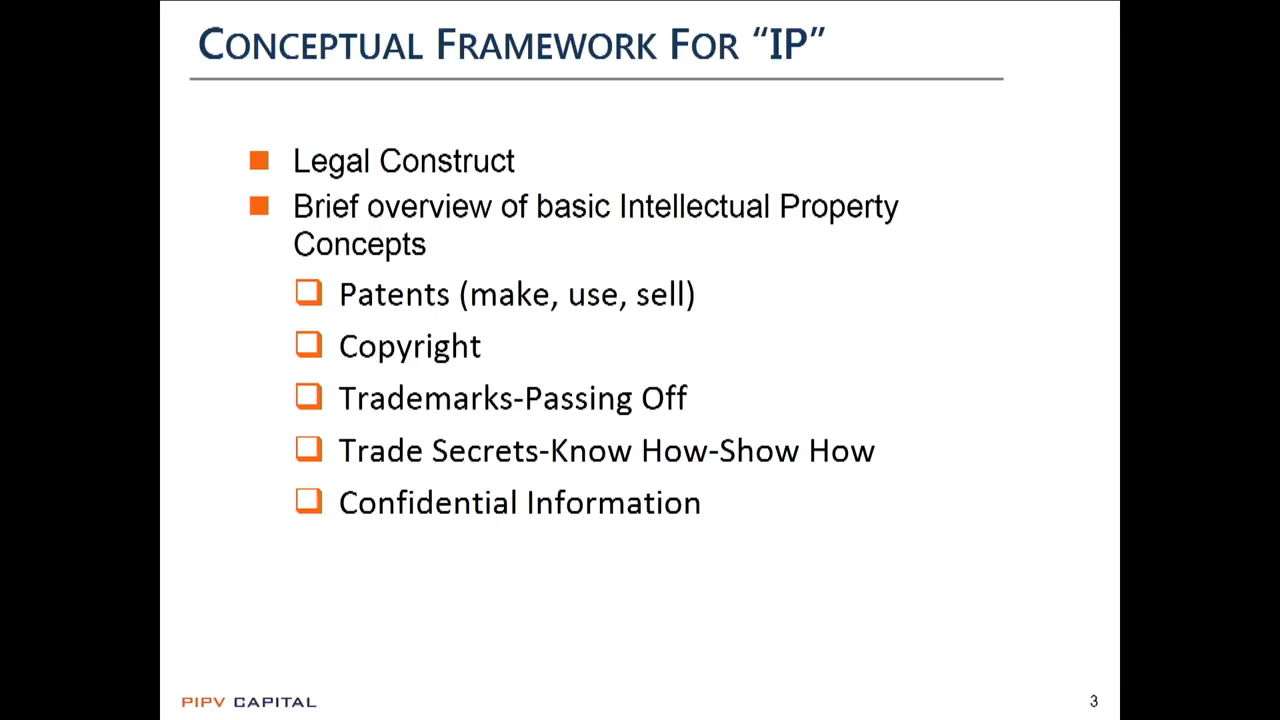 CONCEPTUAL FRAMEWORK FOR “IP”
Legal Construct
Brief overview of basic Intellectual Property
Concepts
Patents (make, use, sell)
Copyright
Trademarks-Passing Off
Trade Secrets-Know How-Show How
Confidential Information
PIPV CAPITAL
3